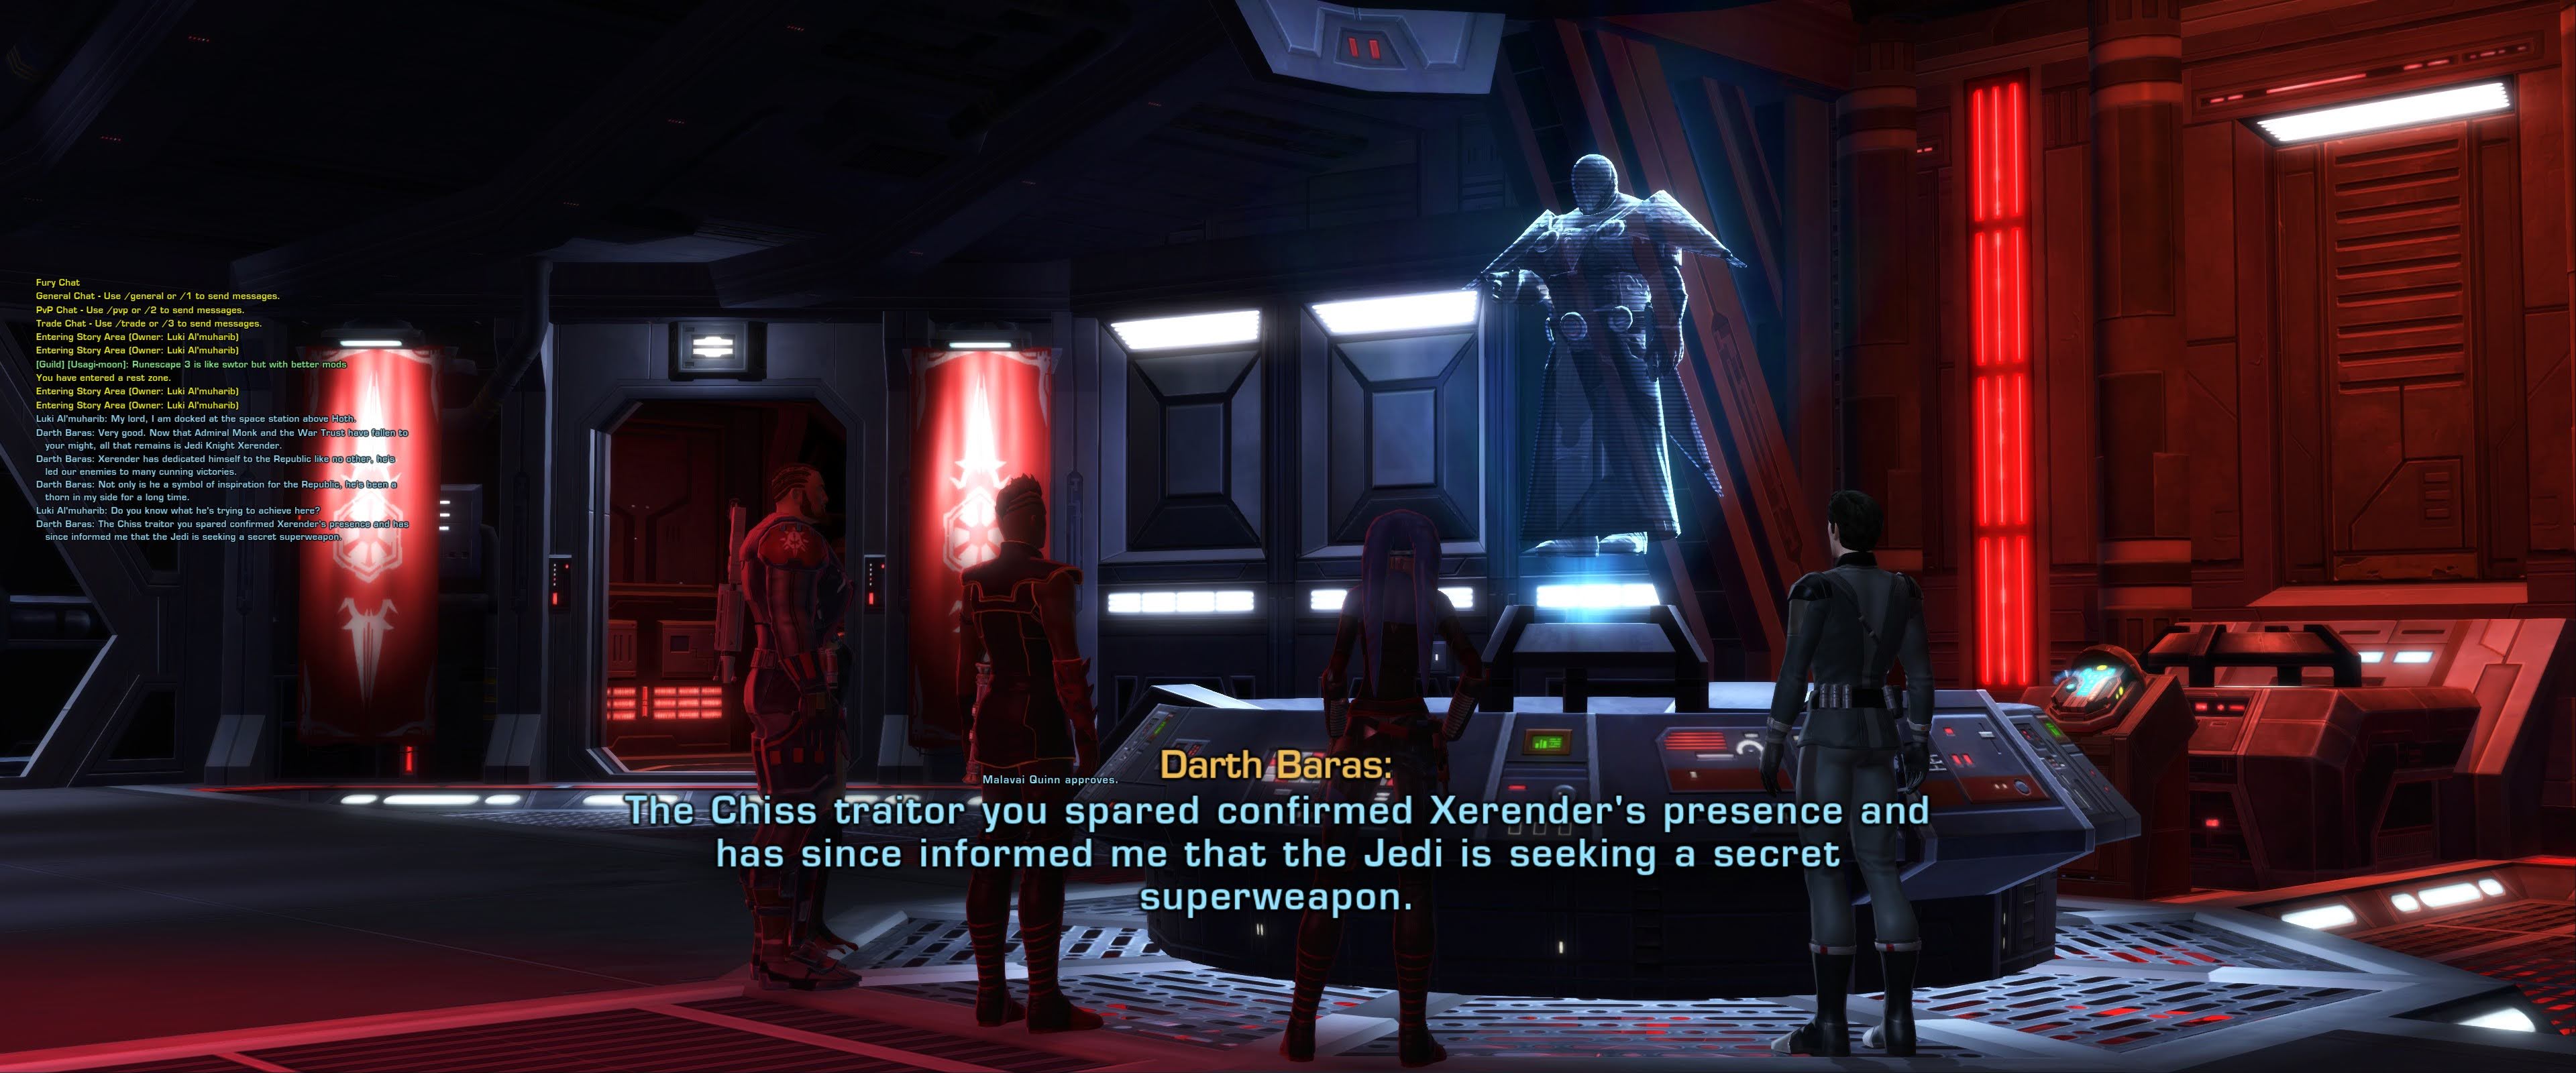 Fury Chat
General Chat - Use /general or /1 to send messages.
PvP Chat - Use /pvp or /2 to send messages.
Trade Chat - Use /trade or /3 to send messages.
Entering Story Area (Owner: Luki Al'muharib)
Entering Story Area (Owner: Luki Al'muharib)
[Guild] [Usagi-moon]: Runescape 3 is like swtor but with better mods
You have entered a rest zone.
Entering Story Area (Owner: Luki Al'muharib)
Entering Story Area (Owner: Luki Al'muharib)
Luki Al'muharib: My lord, I am docked at the space station above Hoth.
Darth Baras: Very good. Now that Admiral Monk and the War Trust have fallen to
your might, all that remains is Jedi Knight Xerender.
Darth Baras: Xerender has dedicated himself to the Republic like no other, he's
led our enemies to many cunning victories.
Darth Baras: Not only is he a symbol of inspiration for the Republic, he's been a
thorn in my side for a long time.
Luki Al'muharib: Do you know what he's trying to achieve here?
Darth Baras: The Chiss traitor you spared confirmed Xerender's presence and has
since informed me that the Jedi is seeking a secret superweapon.
Malavai Quinn approves.
Darth Baras:
The Chiss traitor you spared confirmed Xerender's presence and
has since informed me that the Jedi is seeking a secret
superweapon.